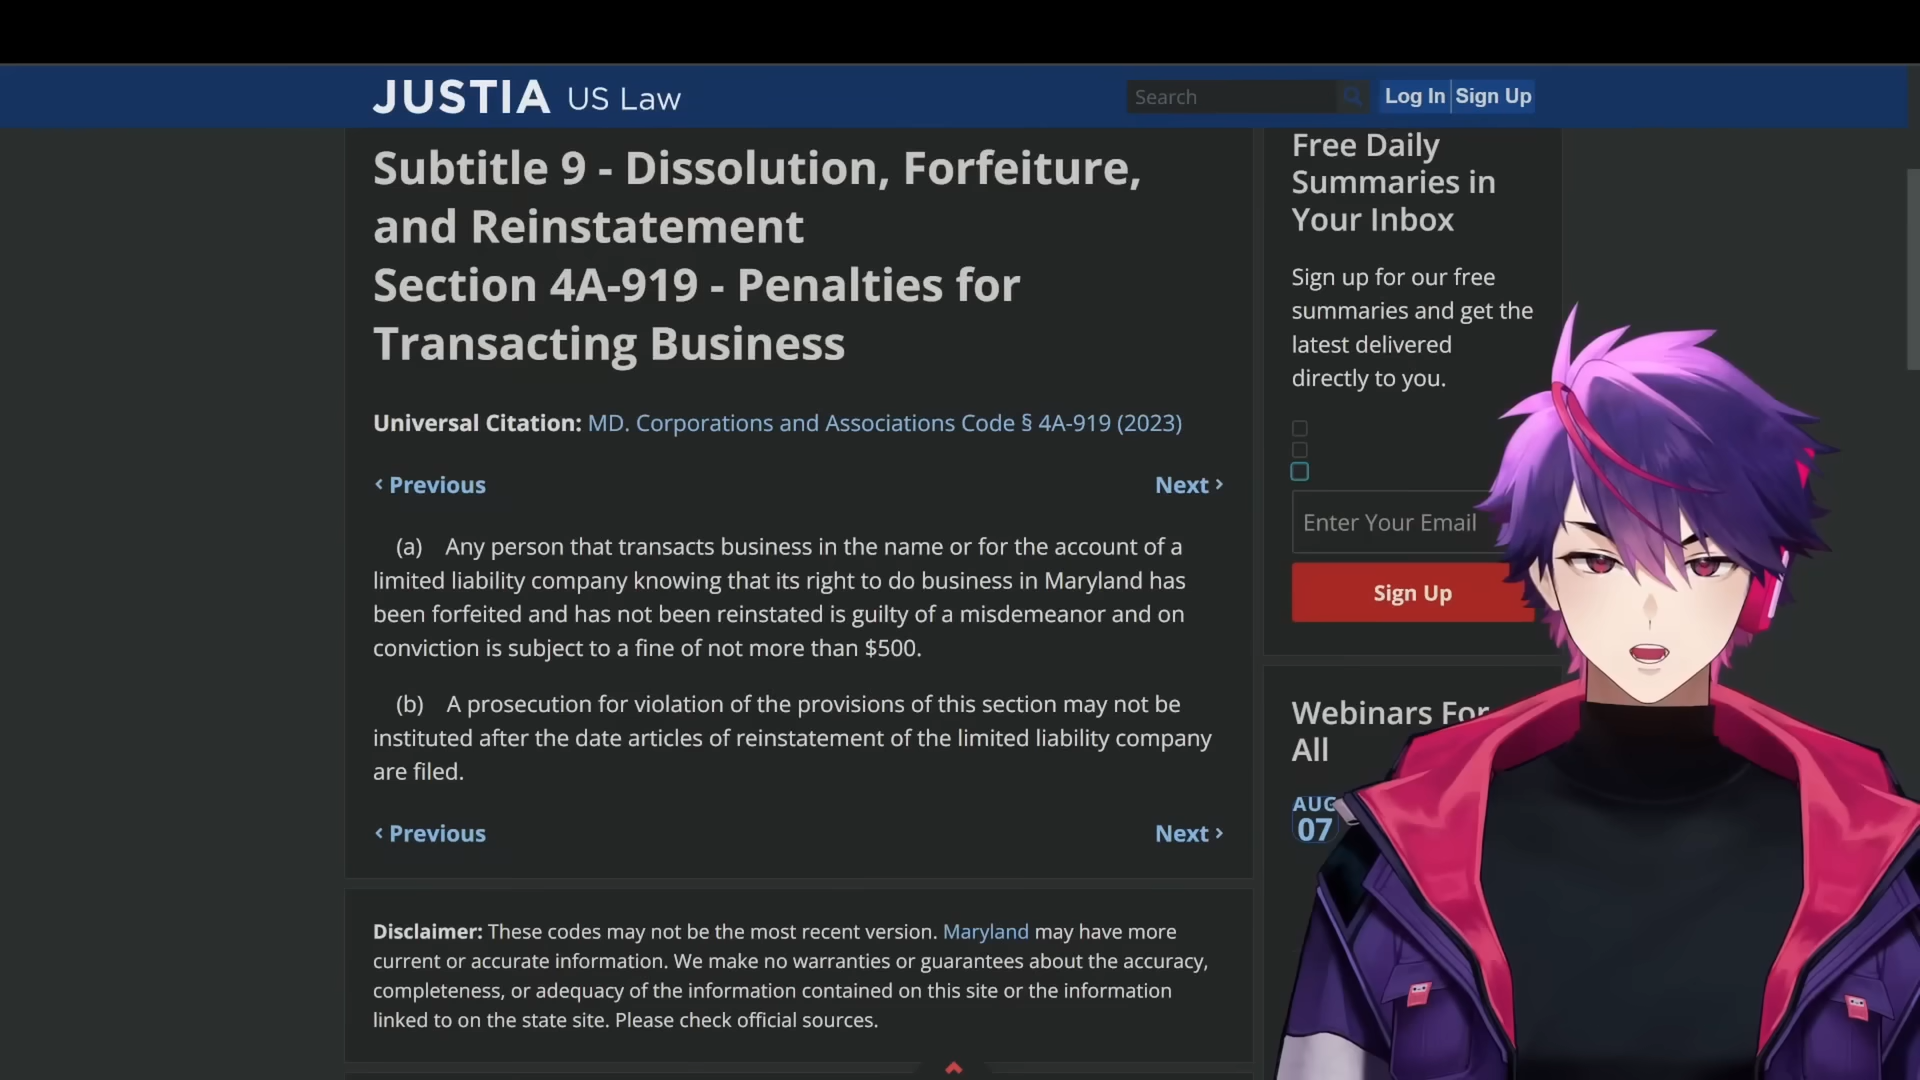 JUSTIA US Law
Search
Log In
Sign Up
Subtitle 9 - Dissolution, Forfeiture,
and Reinstatement
Section 4A-919 - Penalties for
Transacting Business
Universal Citation: MD. Corporations and Associations Code § 4A-919 (2023)
‹ Previous
Next ›
(a) Any person that transacts business in the name or for the account of a
limited liability company knowing that its right to do business in Maryland has
been forfeited and has not been reinstated is guilty of a misdemeanor and on
conviction is subject to a fine of not more than $500.
(b) A prosecution for violation of the provisions of this section may not be
instituted after the date articles of reinstatement of the limited liability company
are filed.
‹ Previous
Next ›
Disclaimer: These codes may not be the most recent version. Maryland may have more
current or accurate information. We make no warranties or guarantees about the accuracy,
completeness, or adequacy of the information contained on this site or the information
linked to on the state site. Please check official sources.
Free Daily
Summaries in
Your Inbox
Sign up for our free
summaries and get the
latest delivered
directly to you.
Enter Your Email
Sign Up
Webinars For
All
AUG
07